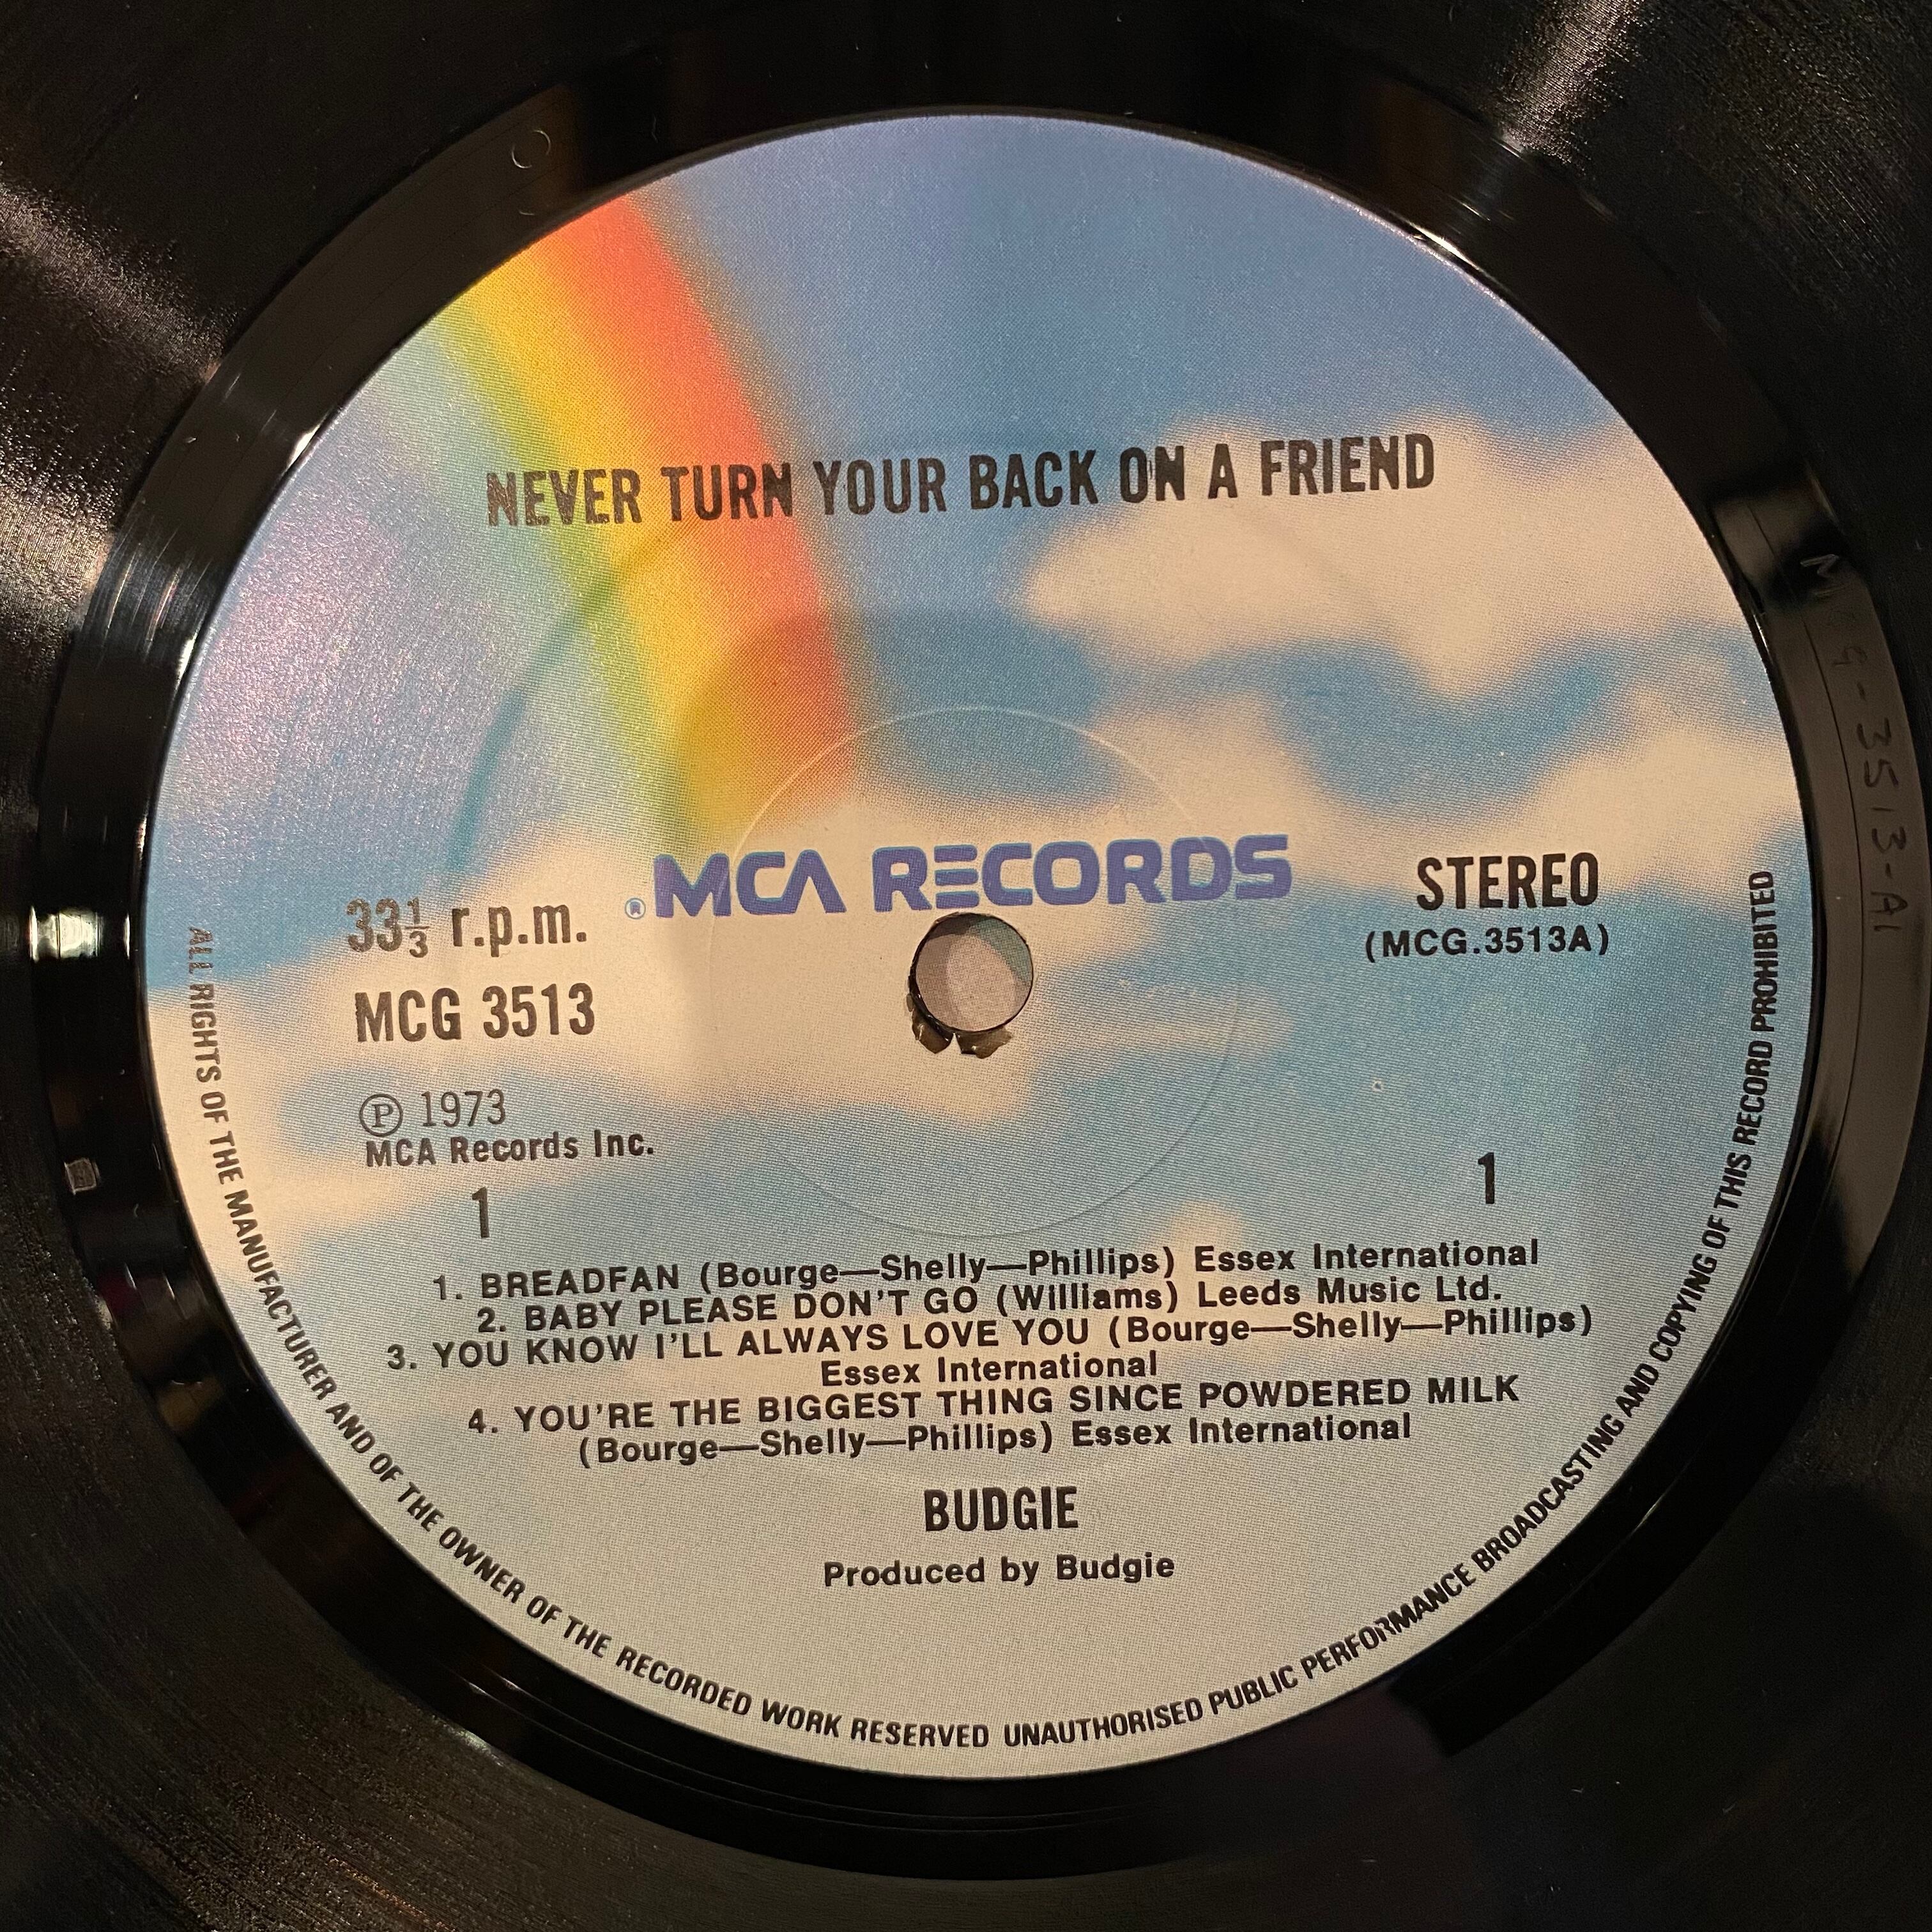 NEVER TURN YOUR BACK ON A FRIEND
® MCA RECORDS
33⅓ r.p.m.
MCG 3513
STEREO
(MCG.3513A)
Ⓟ 1973
MCA Records Inc.
1
1
1. BREADFAN (Bourge—Shelly—Phillips) Essex International
2. BABY PLEASE DON'T GO (Williams) Leeds Music Ltd.
3. YOU KNOW I'LL ALWAYS LOVE YOU (Bourge—Shelly—Phillips)
Essex International
4. YOU'RE THE BIGGEST THING SINCE POWDERED MILK
(Bourge—Shelly—Phillips) Essex International
BUDGIE
Produced by Budgie
ALL RIGHTS OF THE MANUFACTURER AND OF THE OWNER OF THE RECORDED WORK RESERVED UNAUTHORISED PUBLIC PERFORMANCE BROADCASTING AND COPYING OF THIS RECORD PROHIBITED